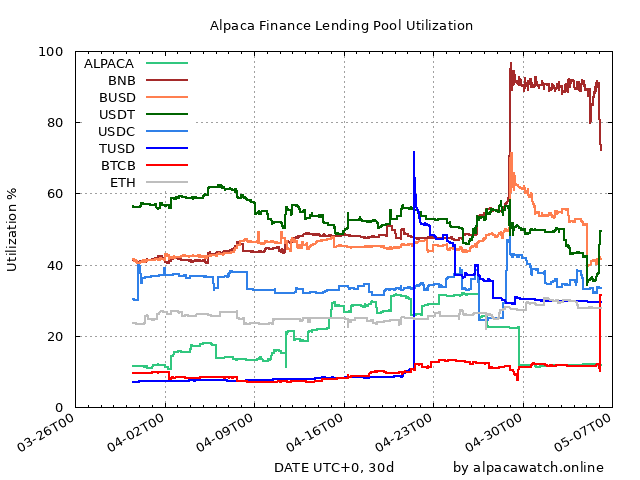 Alpaca Finance Lending Pool Utilization
100
80
60
40
20
0
Utilization %
ALPACA
BNB
BUSD
USDT
USDC
TUSD
BTCB
ETH
03-26T00
04-02T00
04-09T00
04-16T00
04-23T00
04-30T00
05-07T00
DATE UTC+0, 30d
by alpacawatch.online